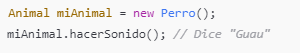 Animal miAnimal = new Perro();
miAnimal.hacerSonido(); // Dice "Guau"